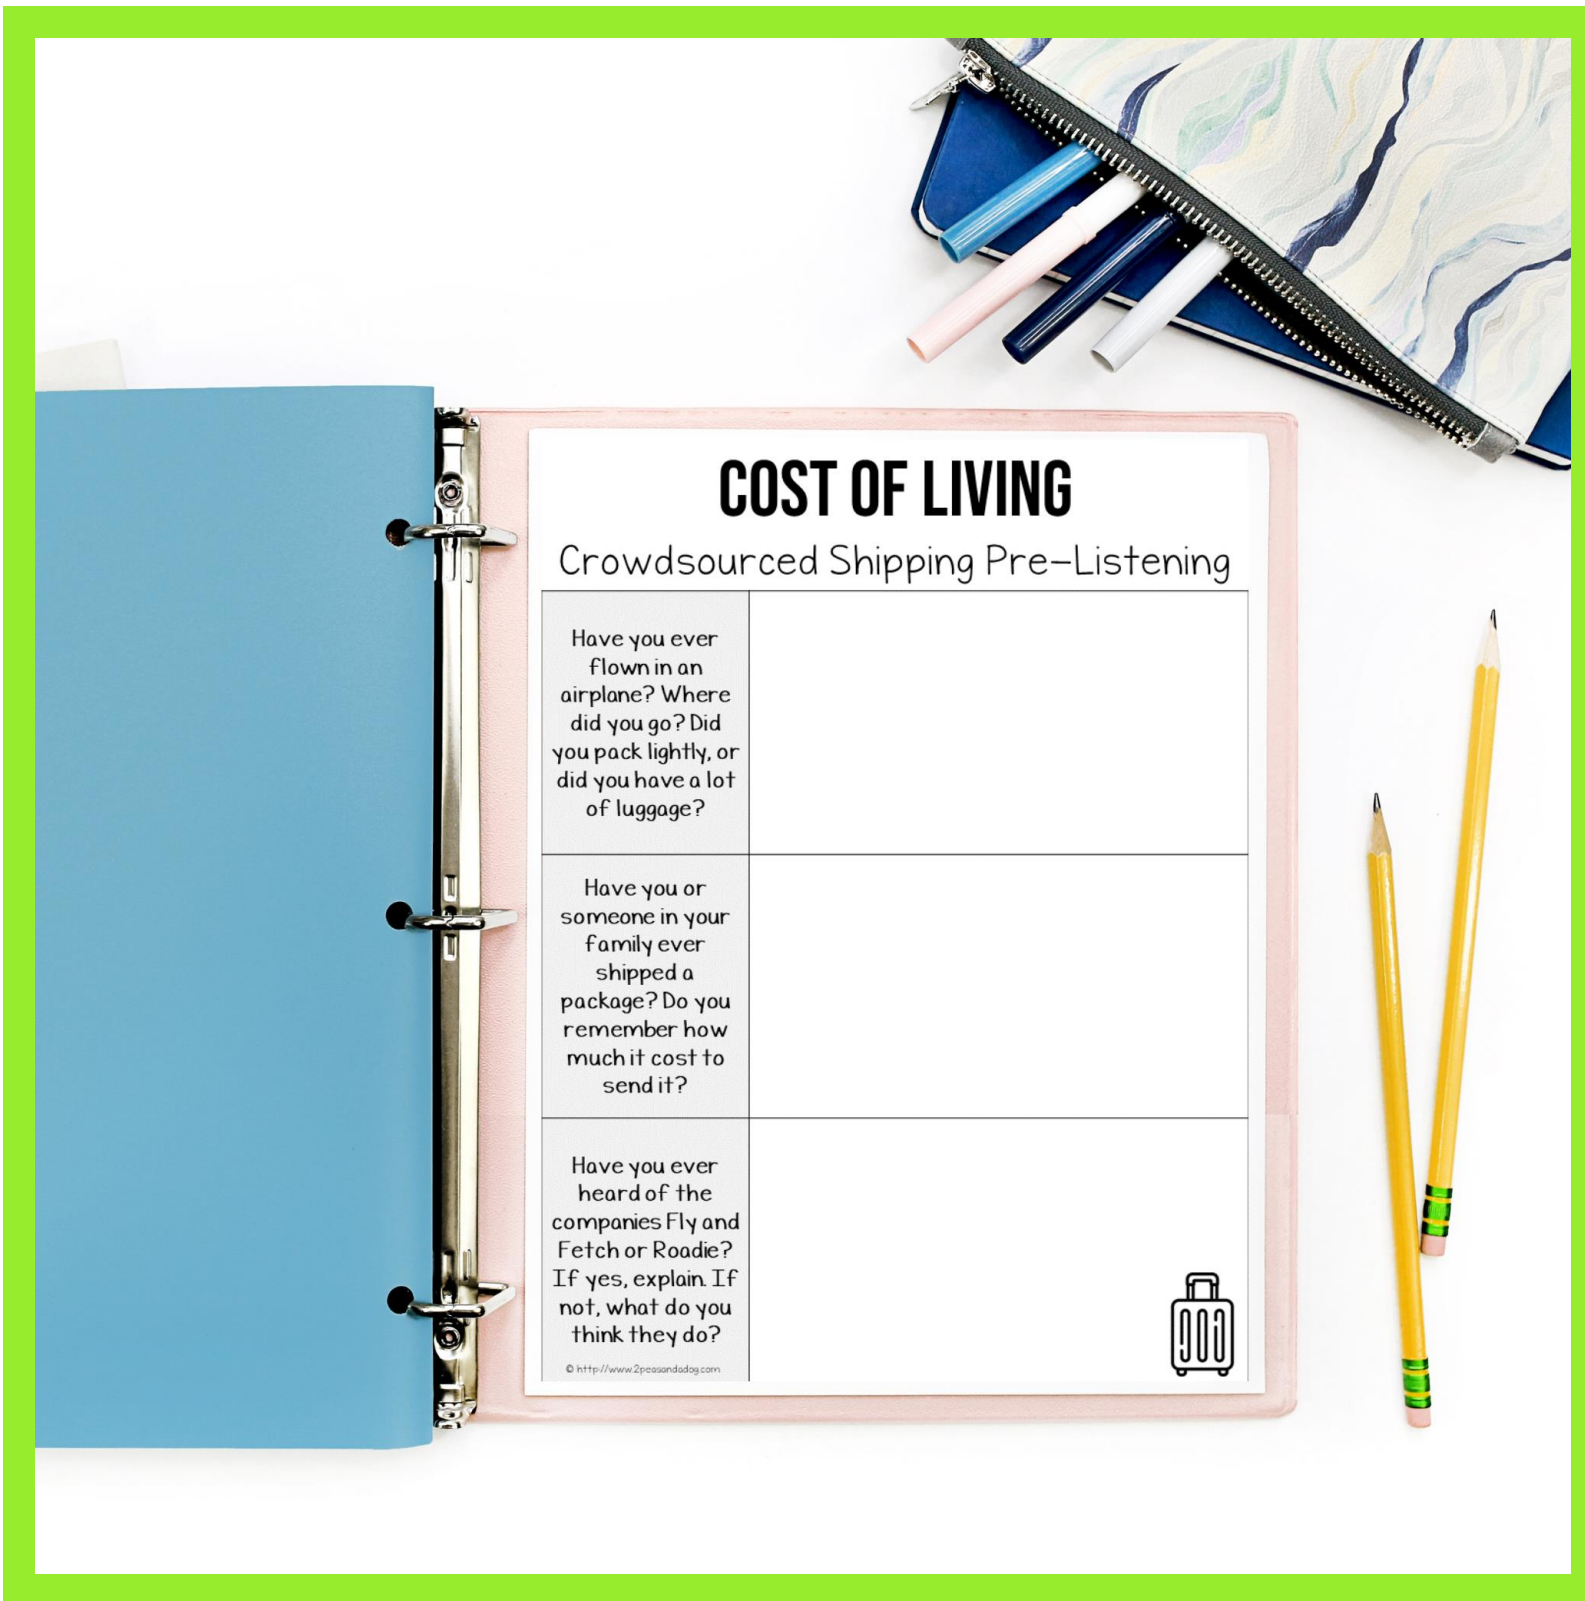 COST OF LIVING
Crowdsourced Shipping Pre-Listening
Have you ever
flown in an
airplane? Where
did you go? Did
you pack lightly, or
did you have a lot
of luggage?
Have you or
someone in your
family ever
shipped a
package? Do you
remember how
much it cost to
send it?
Have you ever
heard of the
companies Fly and
Fetch or Roadie?
If yes, explain. If
not, what do you
think they do?
© http://www.2peasandadog.com